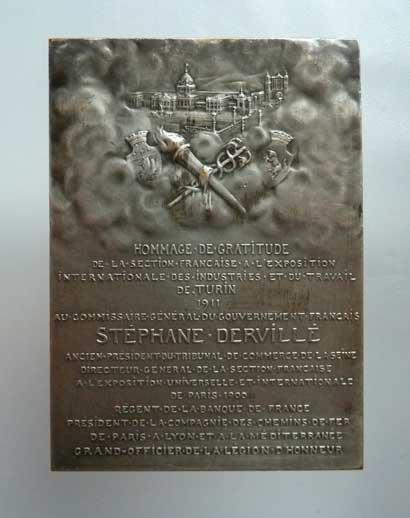 HOMMAGE·DE·GRATITUDE
DE·LA·SECTION·FRANÇAISE·A·L'EXPOSITION
INTERNATIONALE·DES·INDUSTRIES·ET·DU·TRAVAIL
DE·TURIN
1911
AU·COMMISSAIRE·GÉNÉRAL·DU·GOUVERNEMENT·FRANÇAIS
STÉPHANE·DERVILLÉ
ANCIEN·PRÉSIDENT·DU·TRIBUNAL·DE·COMMERCE·DE·LA·SEINE
DIRECTEUR·GÉNÉRAL·DE·LA·SECTION·FRANÇAISE
A·L'EXPOSITION·UNIVERSELLE·ET·INTERNATIONALE
DE·PARIS·1900
RÉGENT·DE·LA·BANQUE·DE·FRANCE
PRÉSIDENT·DE·LA·COMPAGNIE·DES·CHEMINS·DE·FER
DE·PARIS·A·LYON·ET·A·LA·MÉDITERRANÉE
GRAND·OFFICIER·DE·LA·LÉGION·D'HONNEUR